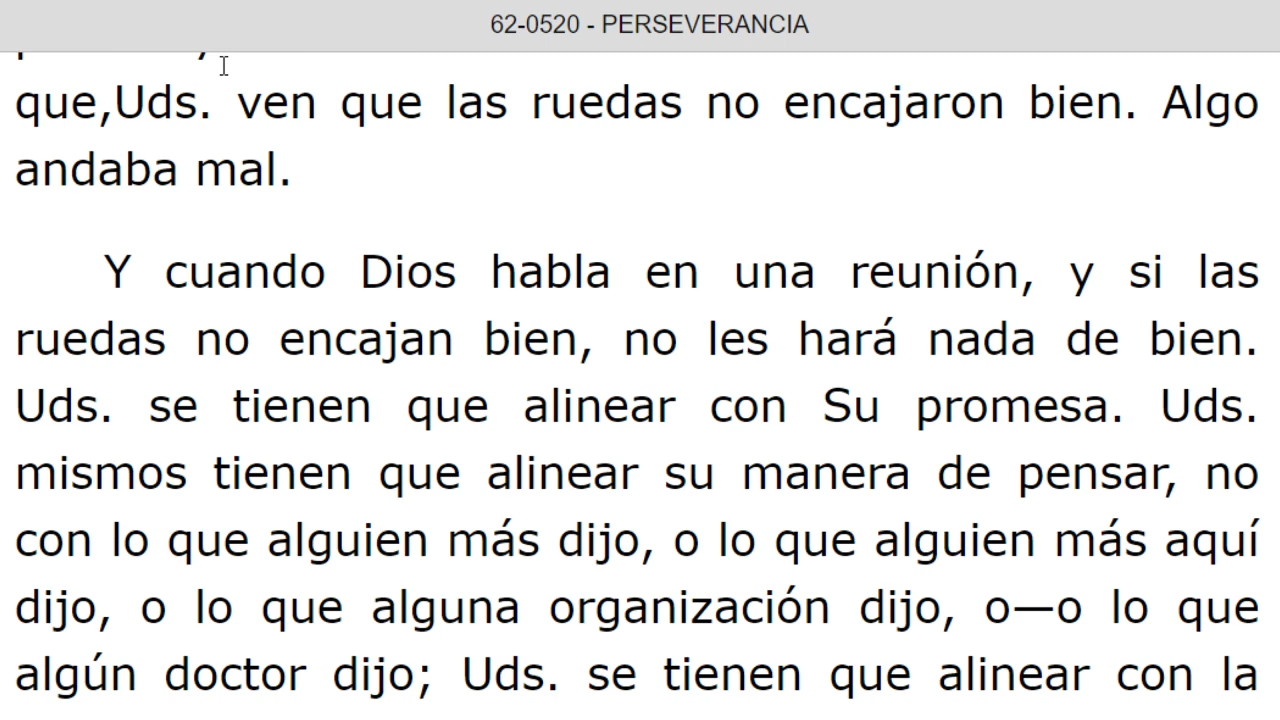 62-0520 - PERSEVERANCIA
que,Uds. ven que las ruedas no encajaron bien. Algo
andaba mal.
Y cuando Dios habla en una reunión, y si las
ruedas no encajan bien, no les hará nada de bien.
Uds. se tienen que alinear con Su promesa. Uds.
mismos tienen que alinear su manera de pensar, no
con lo que alguien más dijo, o lo que alguien más aquí
dijo, o lo que alguna organización dijo, o—o lo que
algún doctor dijo; Uds. se tienen que alinear con la